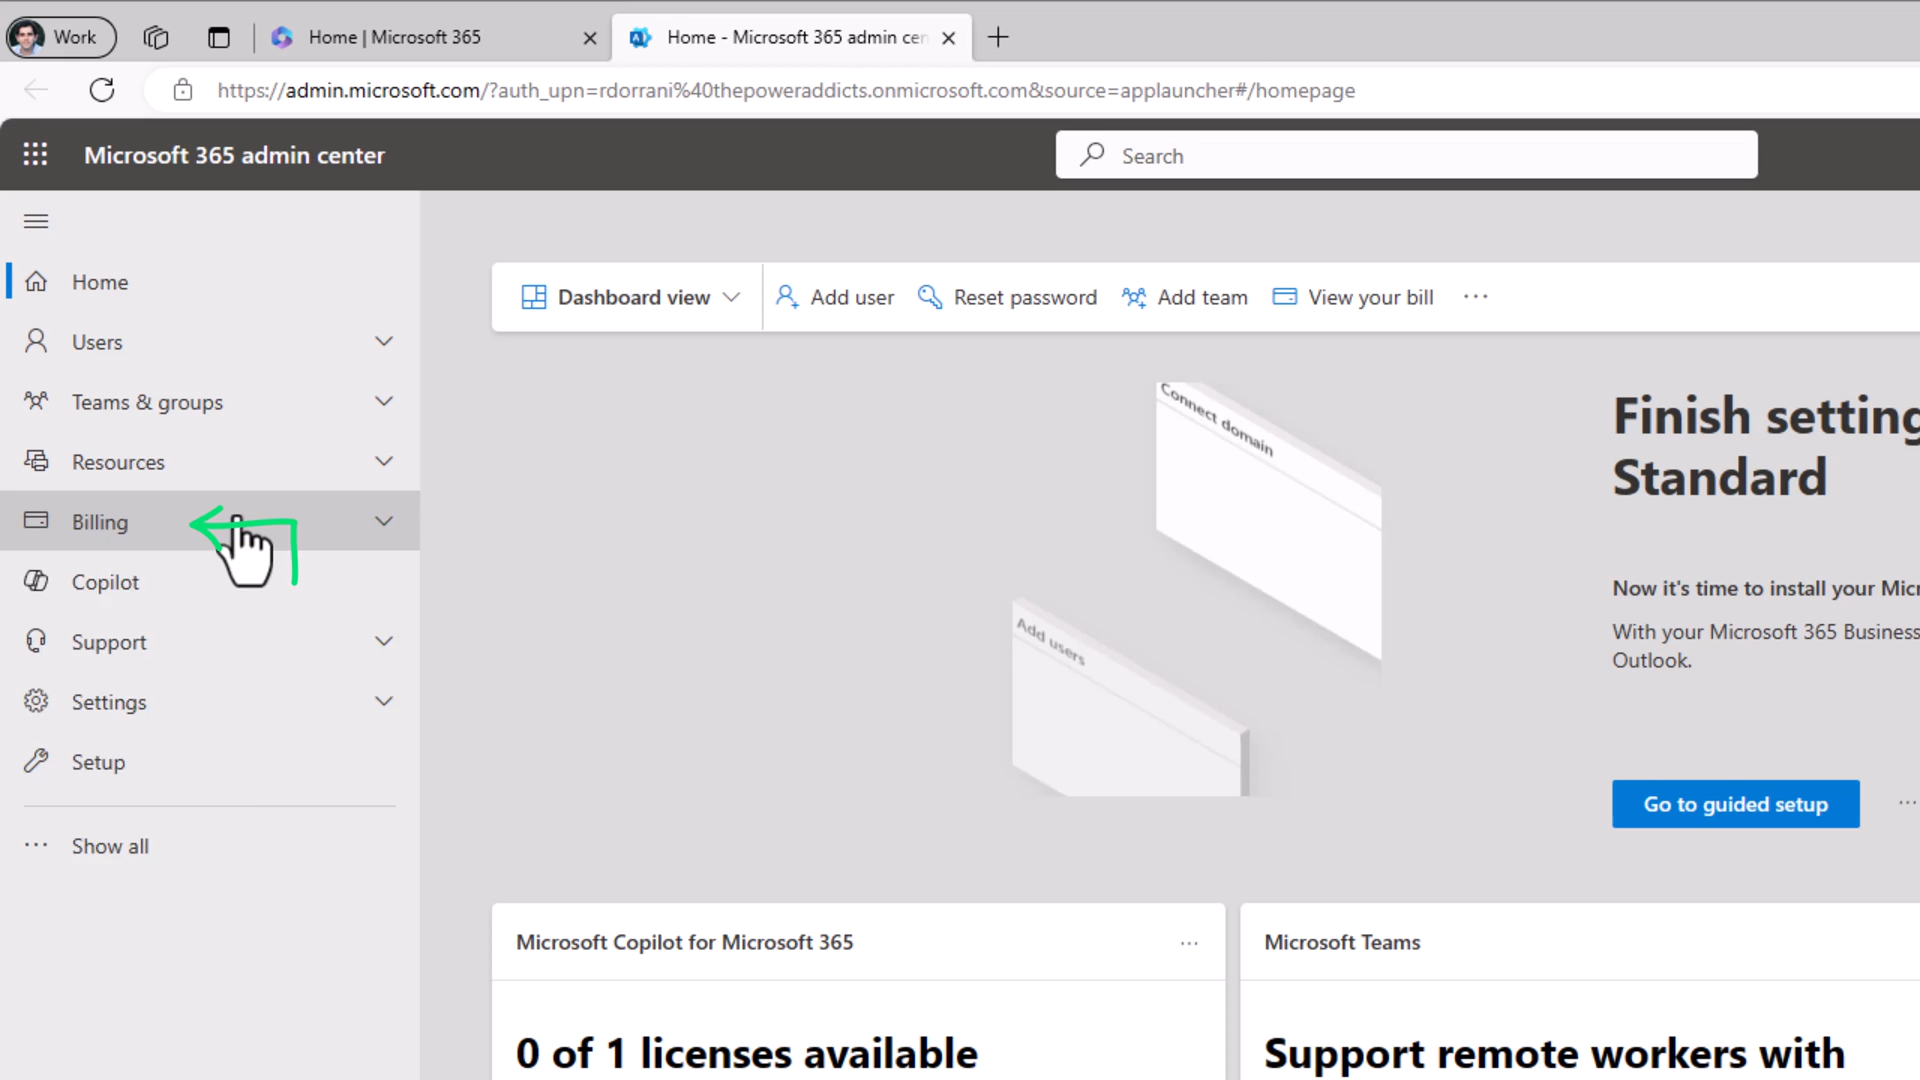 Work
Home | Microsoft 365
Home - Microsoft 365 admin cen
https://admin.microsoft.com/?auth_upn=rdorrani%40thepoweraddicts.onmicrosoft.com&source=applauncher#/homepage
Microsoft 365 admin center
Search
Home
Users
Teams & groups
Resources
Billing
Copilot
Support
Settings
Setup
Show all
Dashboard view
Add user
Reset password
Add team
View your bill
Connect domain
Add users
Finish setting
Standard
Now it's time to install your Micr
With your Microsoft 365 Business
Outlook.
Go to guided setup
Microsoft Copilot for Microsoft 365
0 of 1 licenses available
Microsoft Teams
Support remote workers with